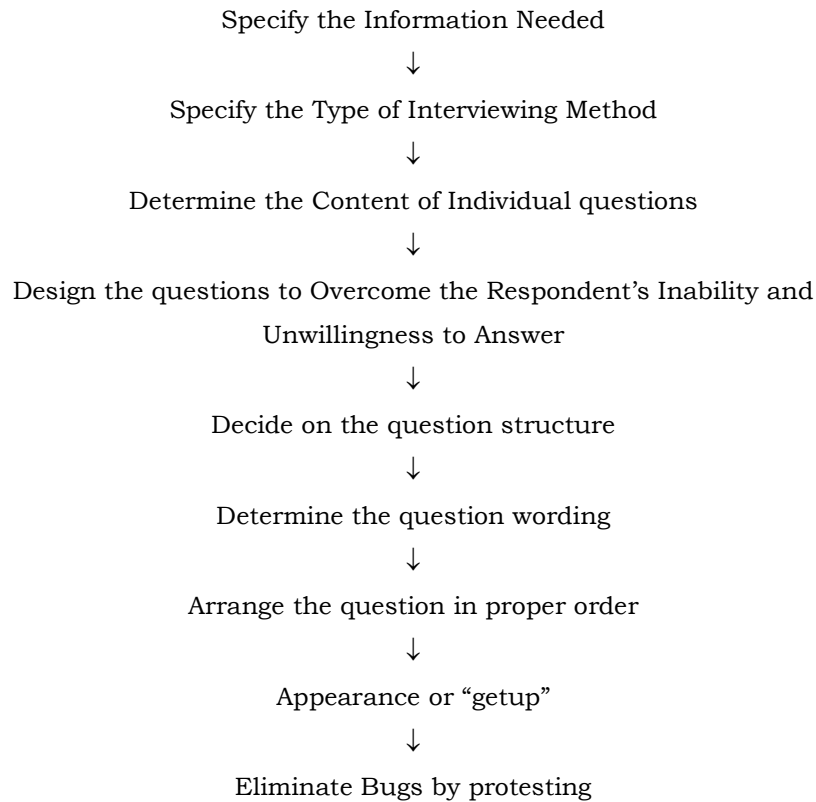 Specify the Information Needed
↓
Specify the Type of Interviewing Method
↓
Determine the Content of Individual questions
↓
Design the questions to Overcome the Respondent’s Inability and
Unwillingness to Answer
↓
Decide on the question structure
↓
Determine the question wording
↓
Arrange the question in proper order
↓
Appearance or “getup”
↓
Eliminate Bugs by protesting